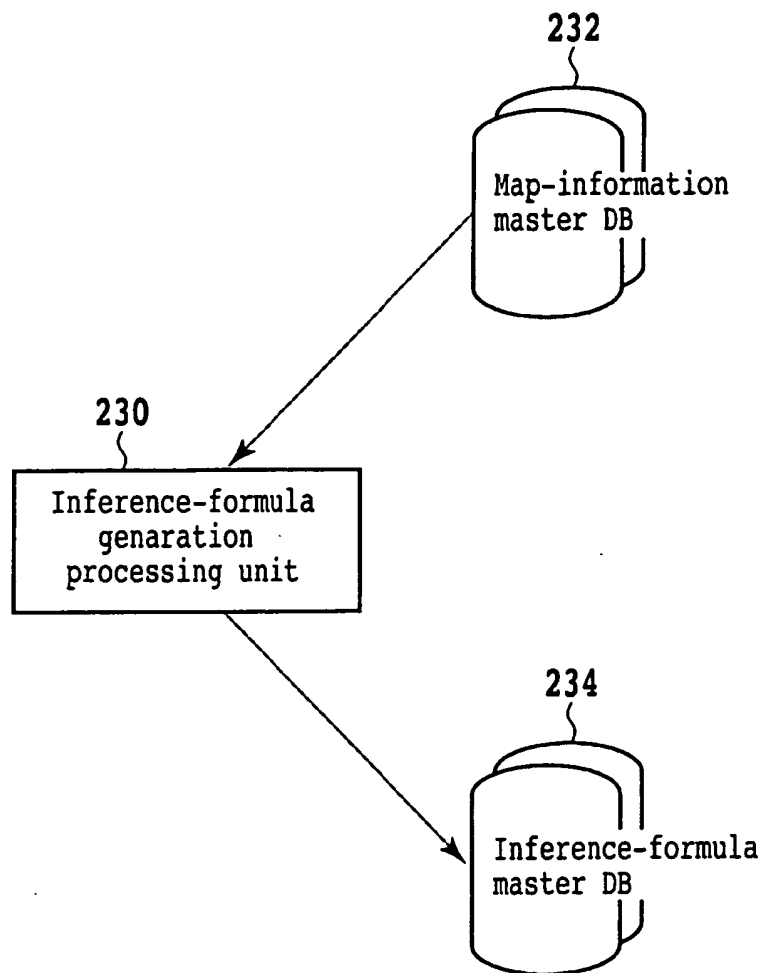 232
Map-information
master DB
230
Inference-formula
genaration
processing unit
234
Inference-formula
master DB